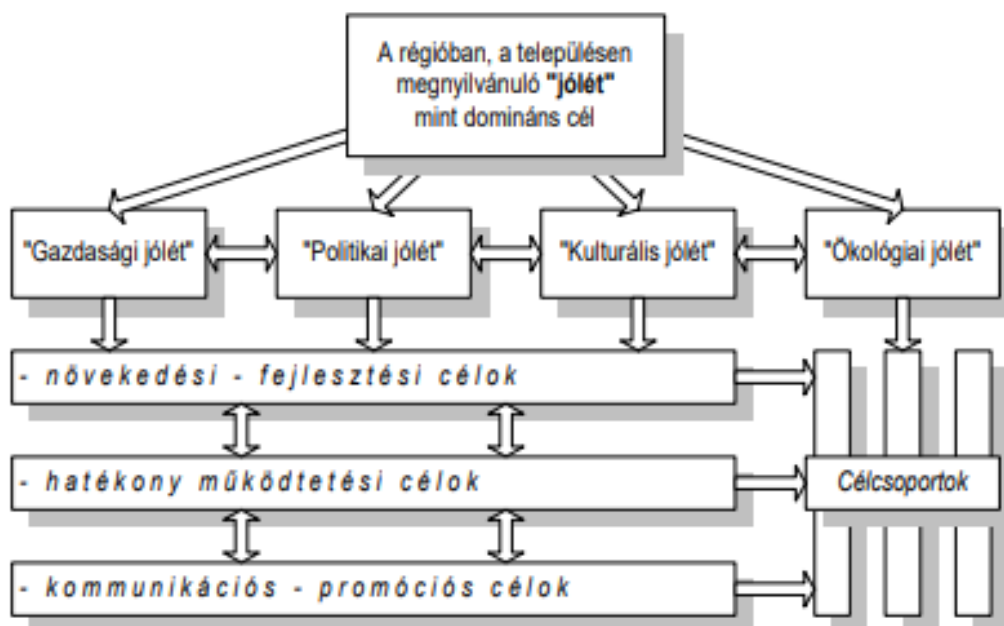 A régióban, a településen
megnyilvánuló "jólét"
mint domináns cél
"Gazdasági jólét"
"Politikai jólét"
"Kulturális jólét"
"Ökológiai jólét"
- növekedési - fejlesztési célok
- hatékony működtetési célok
Célcsoportok
- kommunikációs - promóciós célok